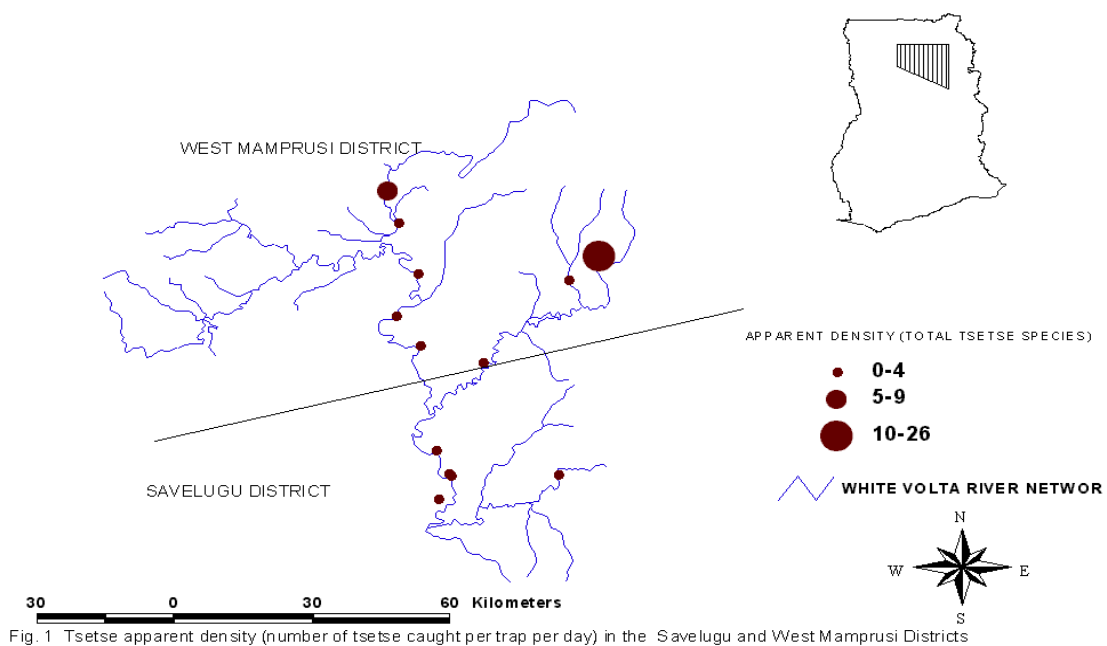 WEST MAMPRUSI DISTRICT
APPARENT DENSITY (TOTAL TSETSE SPECIES)
0-4
5-9
10-26
SAVELUGU DISTRICT
WHITE VOLTA RIVER NETWOR
N
W E
S
30 0 30 60 Kilometers
Fig. 1 Tsetse apparent density (number of tsetse caught per trap per day) in the Savelugu and West Mamprusi Districts